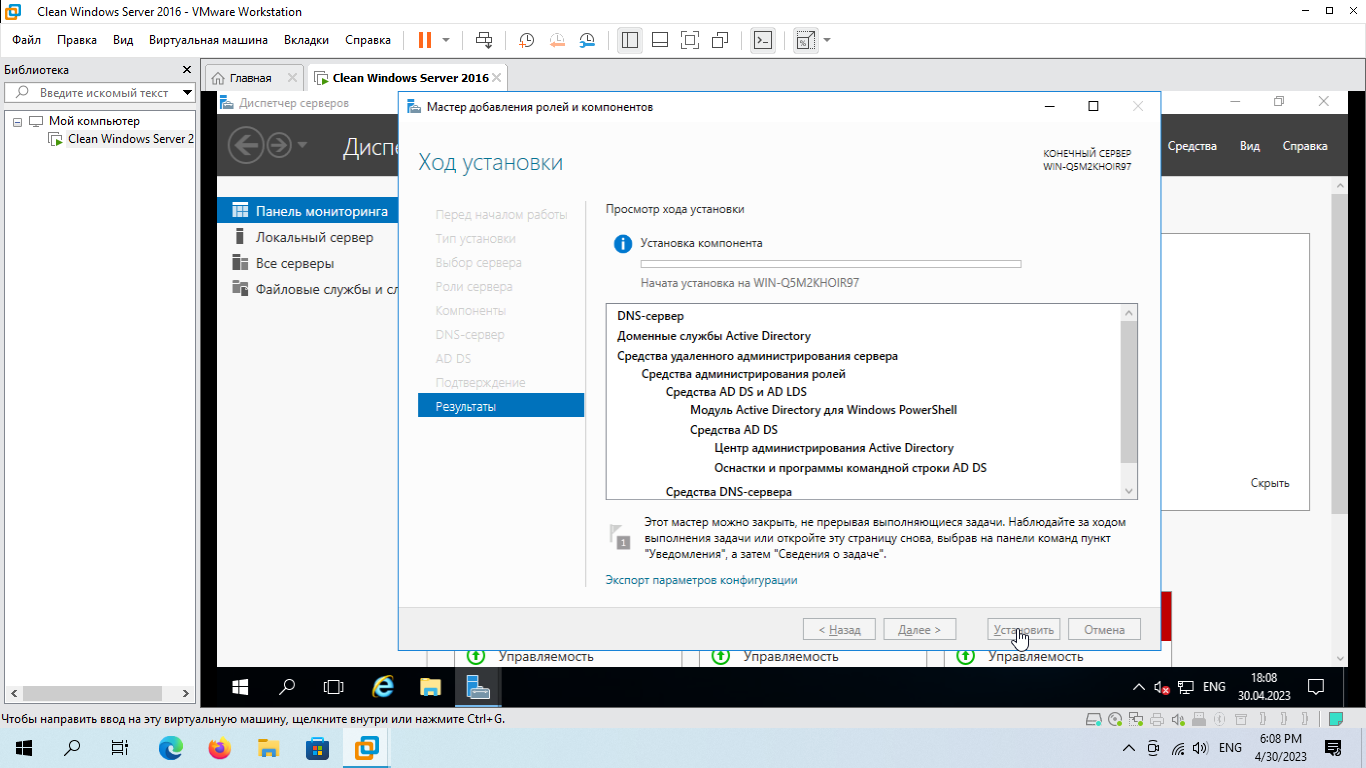 Clean Windows Server 2016 - VMware Workstation
Файл Правка Вид Виртуальная машина Вкладки Справка
Библиотека
Введите искомый текст
Мой компьютер
Clean Windows Server 2
Главная
Clean Windows Server 2016
Диспетчер серверов
Диспе
Средства Вид Справка
Панель мониторинга
Локальный сервер
Все серверы
Файловые службы и сл
Мастер добавления ролей и компонентов
Ход установки
КОНЕЧНЫЙ СЕРВЕР
WIN-Q5M2KHOIR97
Перед началом работы
Тип установки
Выбор сервера
Роли сервера
Компоненты
DNS-сервер
AD DS
Подтверждение
Результаты
Просмотр хода установки
Установка компонента
Начата установка на WIN-Q5M2KHOIR97
DNS-сервер
Доменные службы Active Directory
Средства удаленного администрирования сервера
Средства администрирования ролей
Средства AD DS и AD LDS
Модуль Active Directory для Windows PowerShell
Средства AD DS
Центр администрирования Active Directory
Оснастки и программы командной строки AD DS
Средства DNS-сервера
1
Этот мастер можно закрыть, не прерывая выполняющиеся задачи. Наблюдайте за ходом
выполнения задачи или откройте эту страницу снова, выбрав на панели команд пункт
"Уведомления", а затем "Сведения о задаче".
Экспорт параметров конфигурации
< Назад Далее > Установить Отмена
Скрыть
Управляемость Управляемость Управляемость
ENG
18:08
30.04.2023
Чтобы направить ввод на эту виртуальную машину, щелкните внутри или нажмите Ctrl+G.
ENG
6:08 PM
4/30/2023